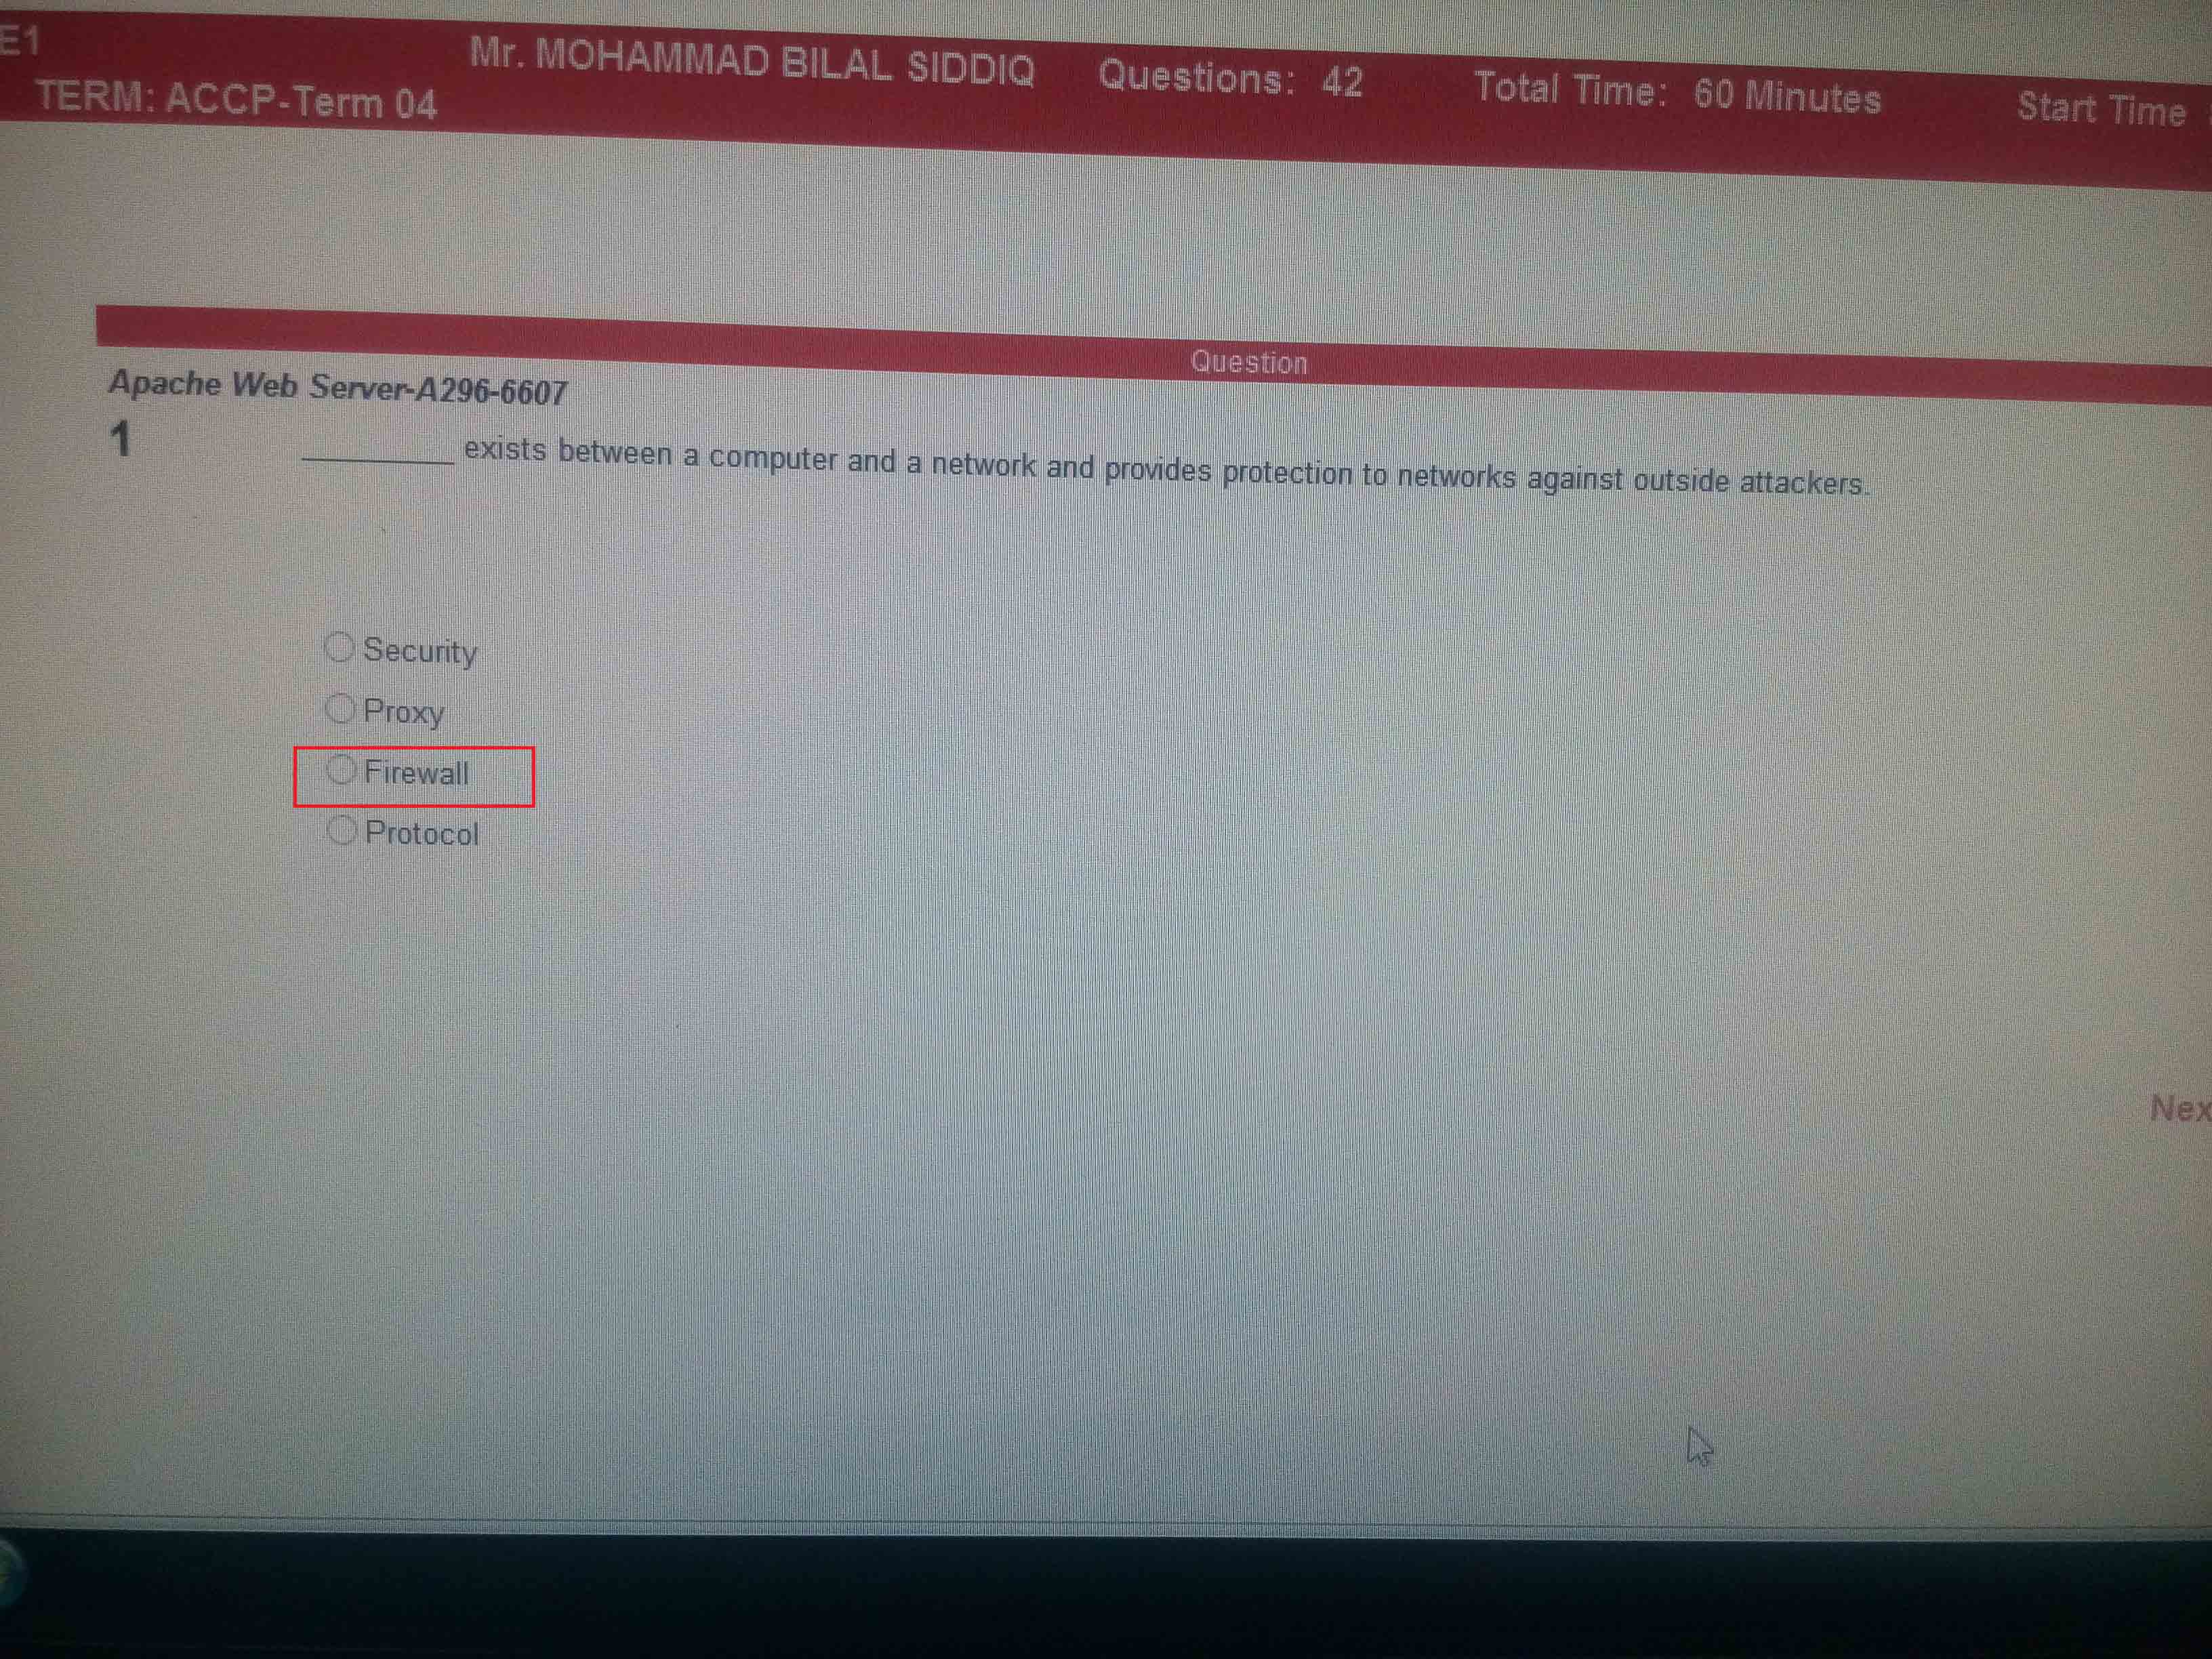 E1
Mr. MOHAMMAD BILAL SIDDIQ Questions: 42 Total Time: 60 Minutes Start Time
TERM: ACCP-Term 04
Question
Apache Web Server-A296-6607
1 ________ exists between a computer and a network and provides protection to networks against outside attackers.
Security
Proxy
Firewall
Protocol
Nex